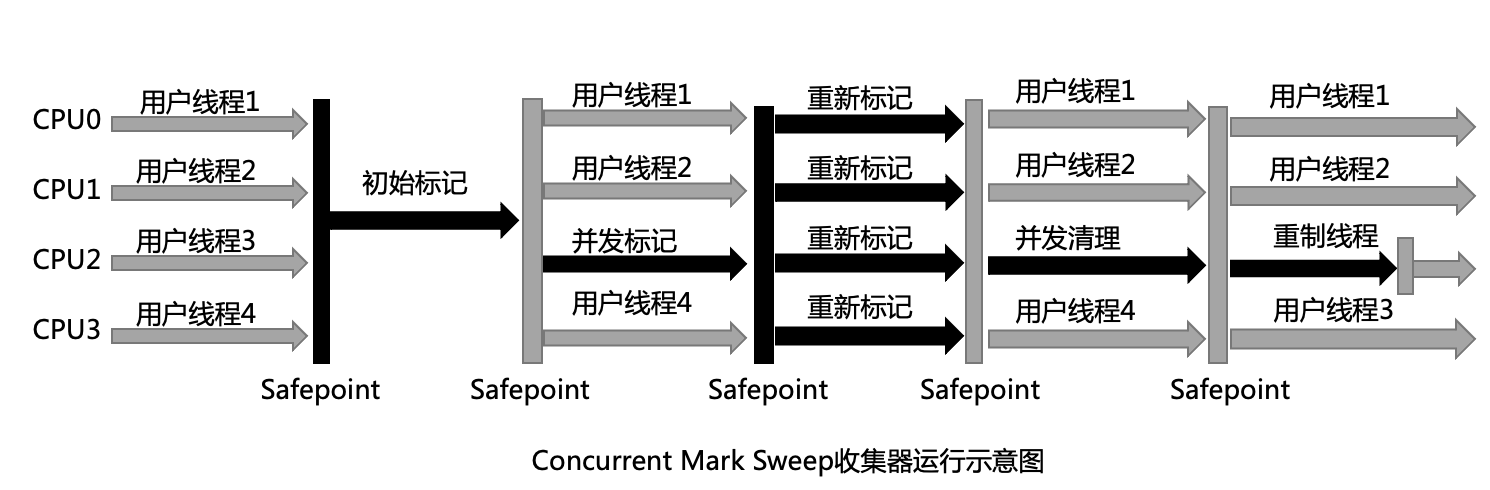 CPU0
用户线程1
用户线程1
重新标记
用户线程1
用户线程1
CPU1
用户线程2
初始标记
用户线程2
重新标记
用户线程2
用户线程2
CPU2
用户线程3
并发标记
重新标记
并发清理
重制线程
CPU3
用户线程4
用户线程4
重新标记
用户线程4
用户线程3
Safepoint
Safepoint
Safepoint
Safepoint
Safepoint
Concurrent Mark Sweep收集器运行示意图